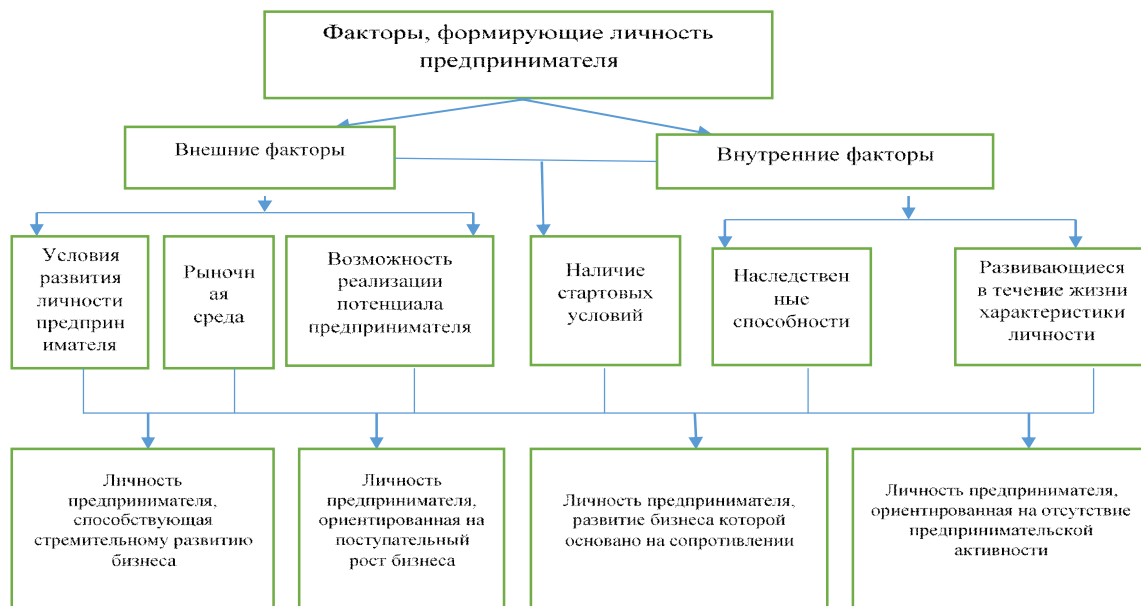 Факторы, формирующие личность
предпринимателя
Внешние факторы
Внутренние факторы
Условия
развития
личности
предприн
имателя
Рыночн
ая
среда
Возможность
реализации
потенциала
предпринимателя
Наличие
стартовых
условий
Наследствен
ные
способности
Развивающиеся
в течение жизни
характеристики
личности
Личность
предпринимателя,
способствующая
стремительному развитию
бизнеса
Личность
предпринимателя,
ориентированная на
поступательный
рост бизнеса
Личность предпринимателя,
развитие бизнеса которой
основано на сопротивлении
Личность предпринимателя,
ориентированная на отсутствие
предпринимательской
активности